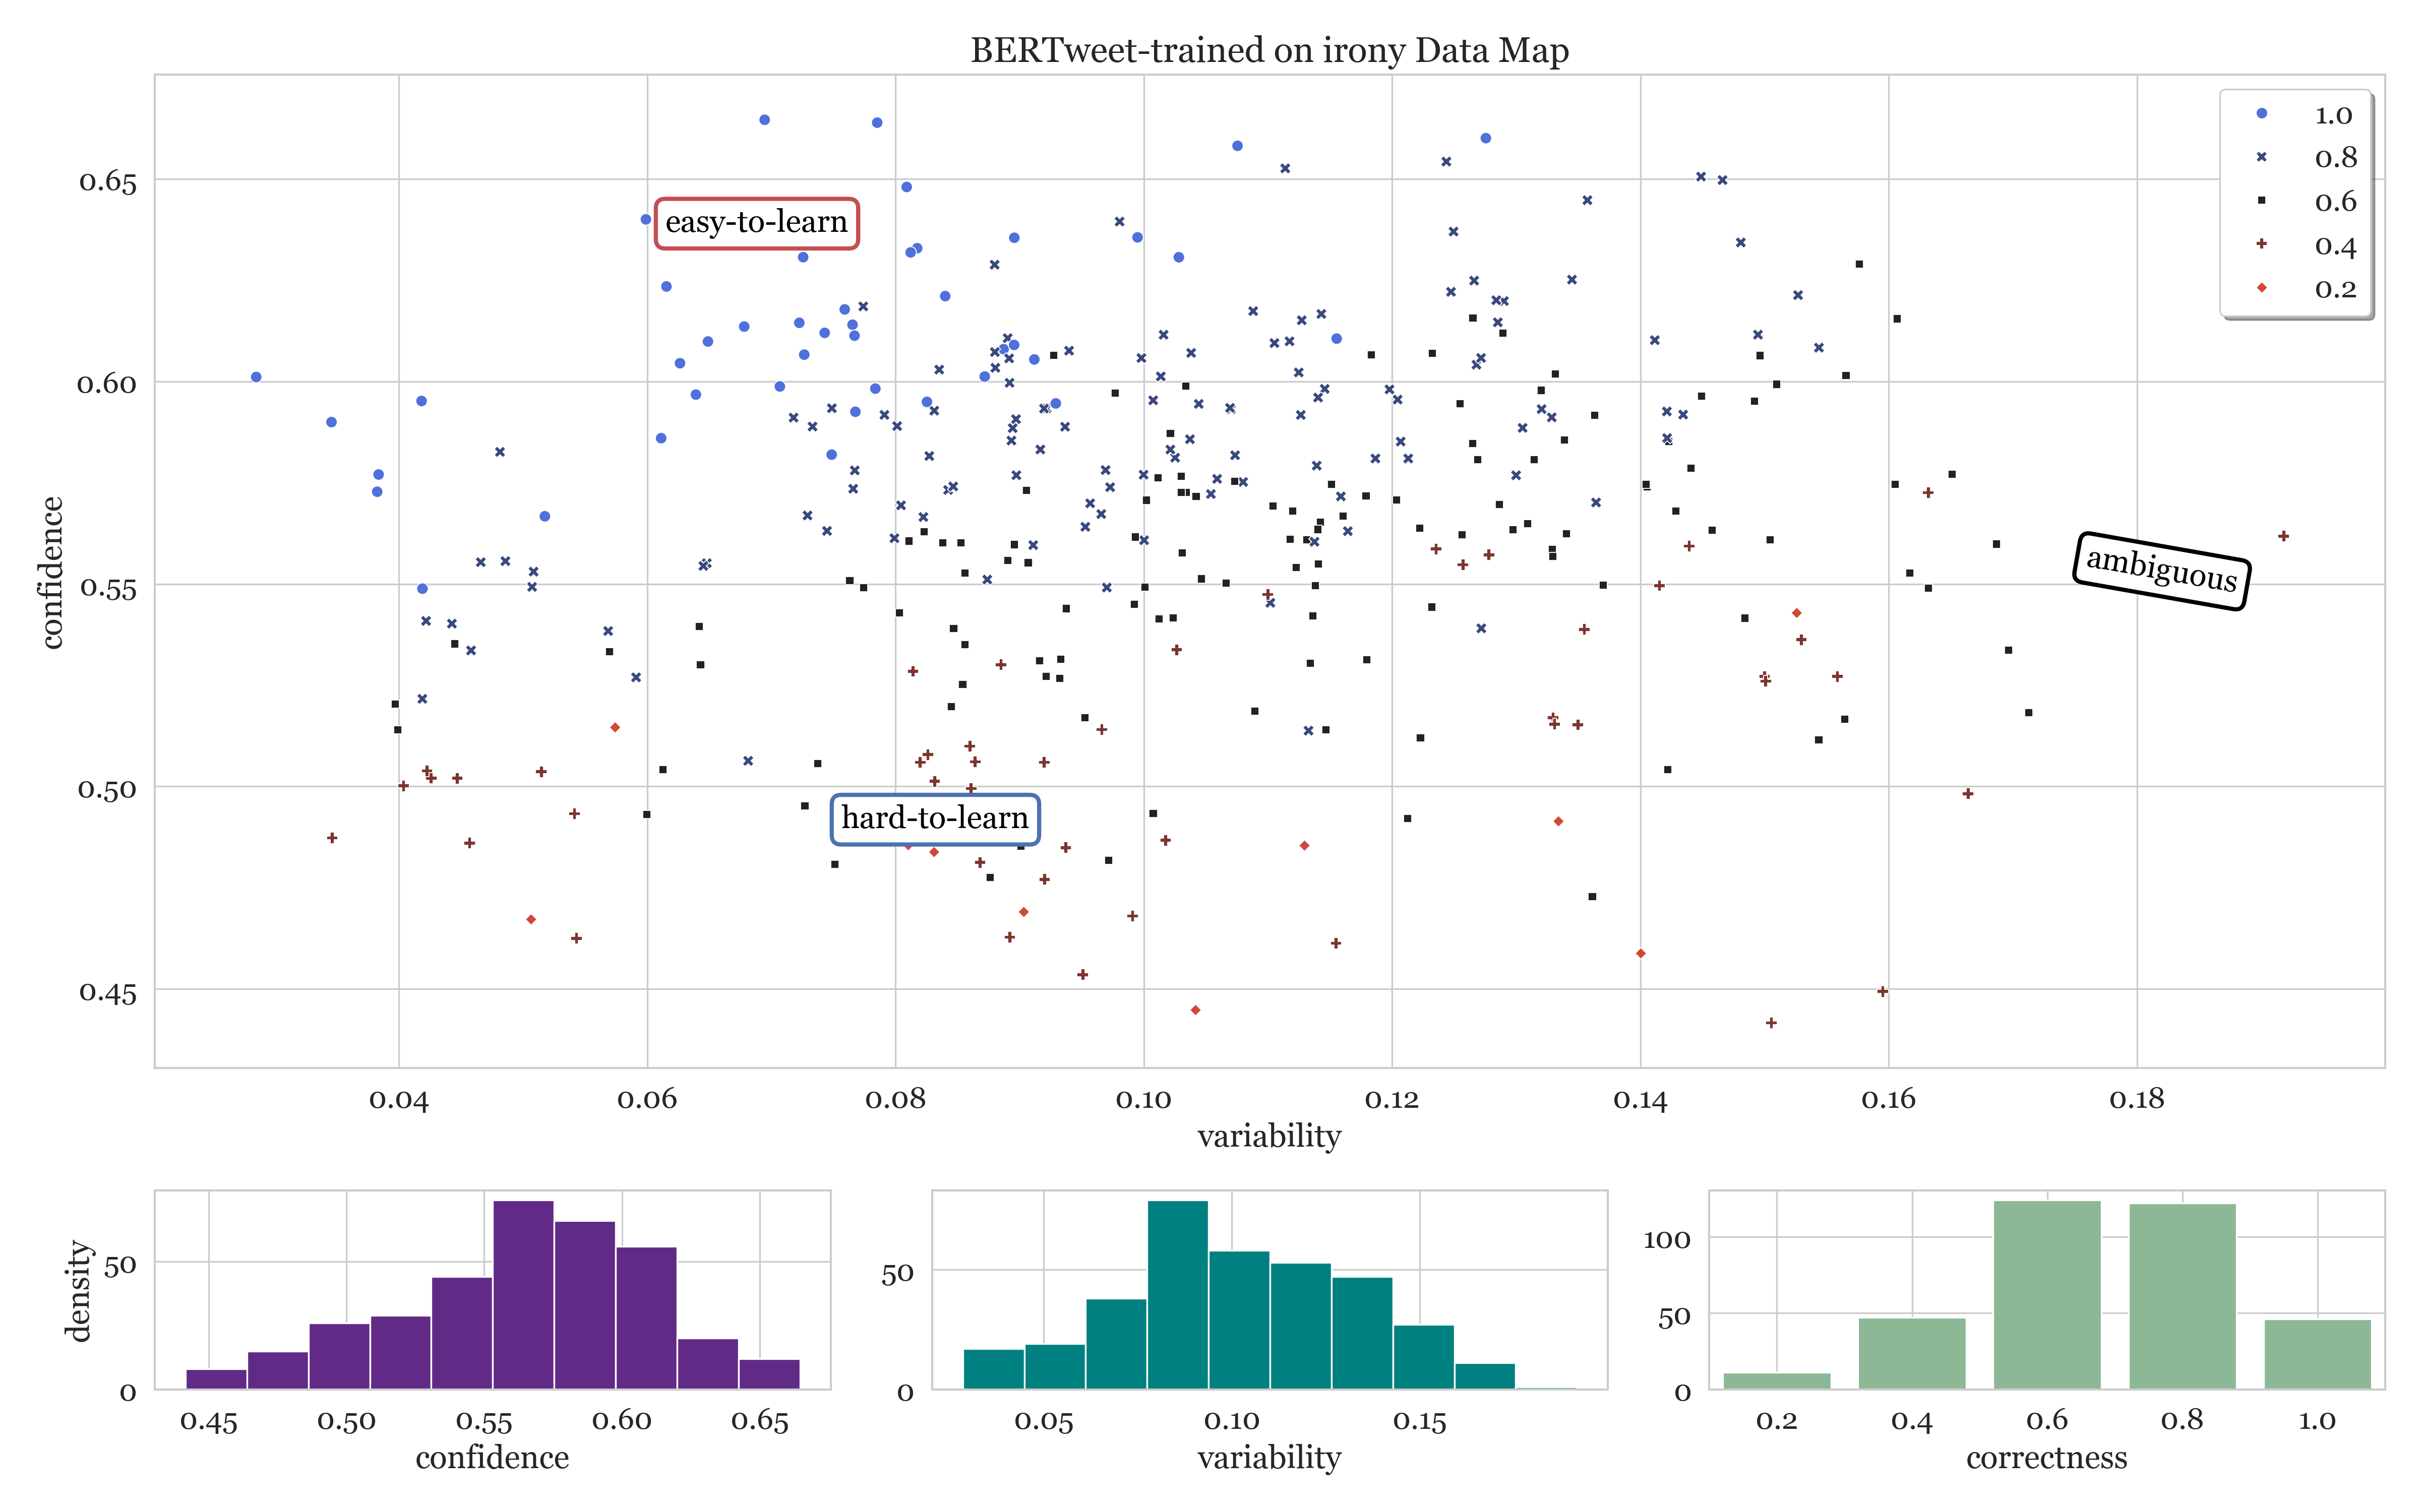 BERTweet-trained on irony Data Map
1.0
0.8
0.6
0.4
0.2
easy-to-learn
ambiguous
hard-to-learn
confidence
0.65
0.60
0.55
0.50
0.45
0.04 0.06 0.08 0.10 0.12 0.14 0.16 0.18
variability
density
50
0
0.45 0.50 0.55 0.60 0.65
confidence
50
0
0.05 0.10 0.15
variability
100
50
0
0.2 0.4 0.6 0.8 1.0
correctness